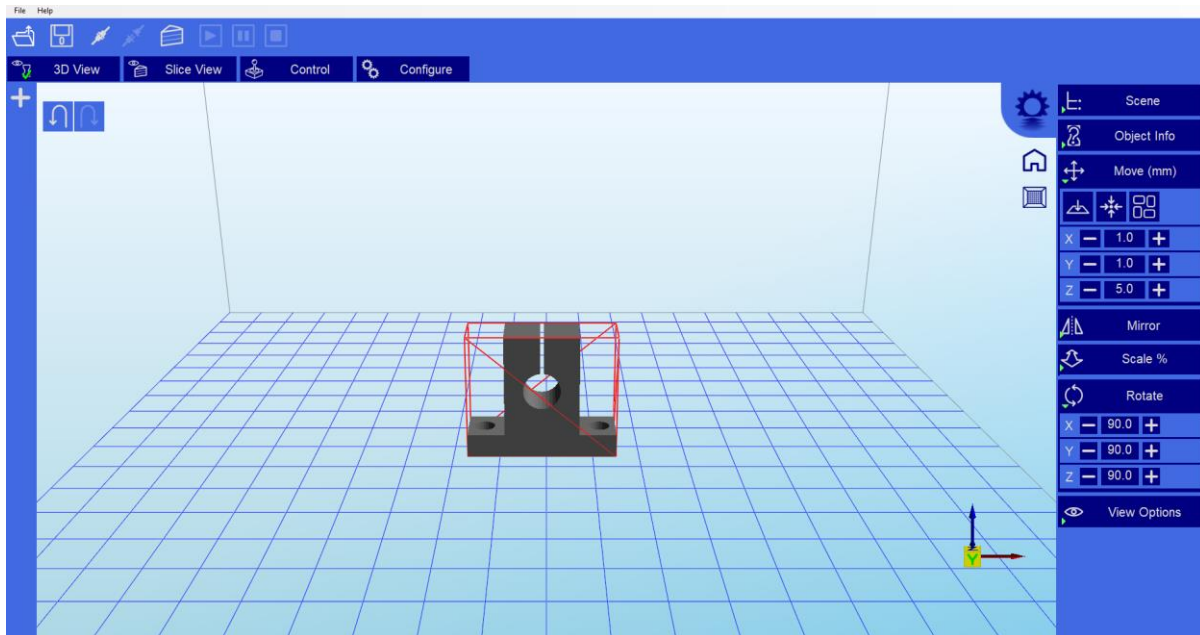 File Help
3D View Slice View Control Configure
Scene
Object Info
Move (mm)
X 1.0
Y 1.0
Z 5.0
Mirror
Scale %
Rotate
X 90.0
Y 90.0
Z 90.0
View Options
Y